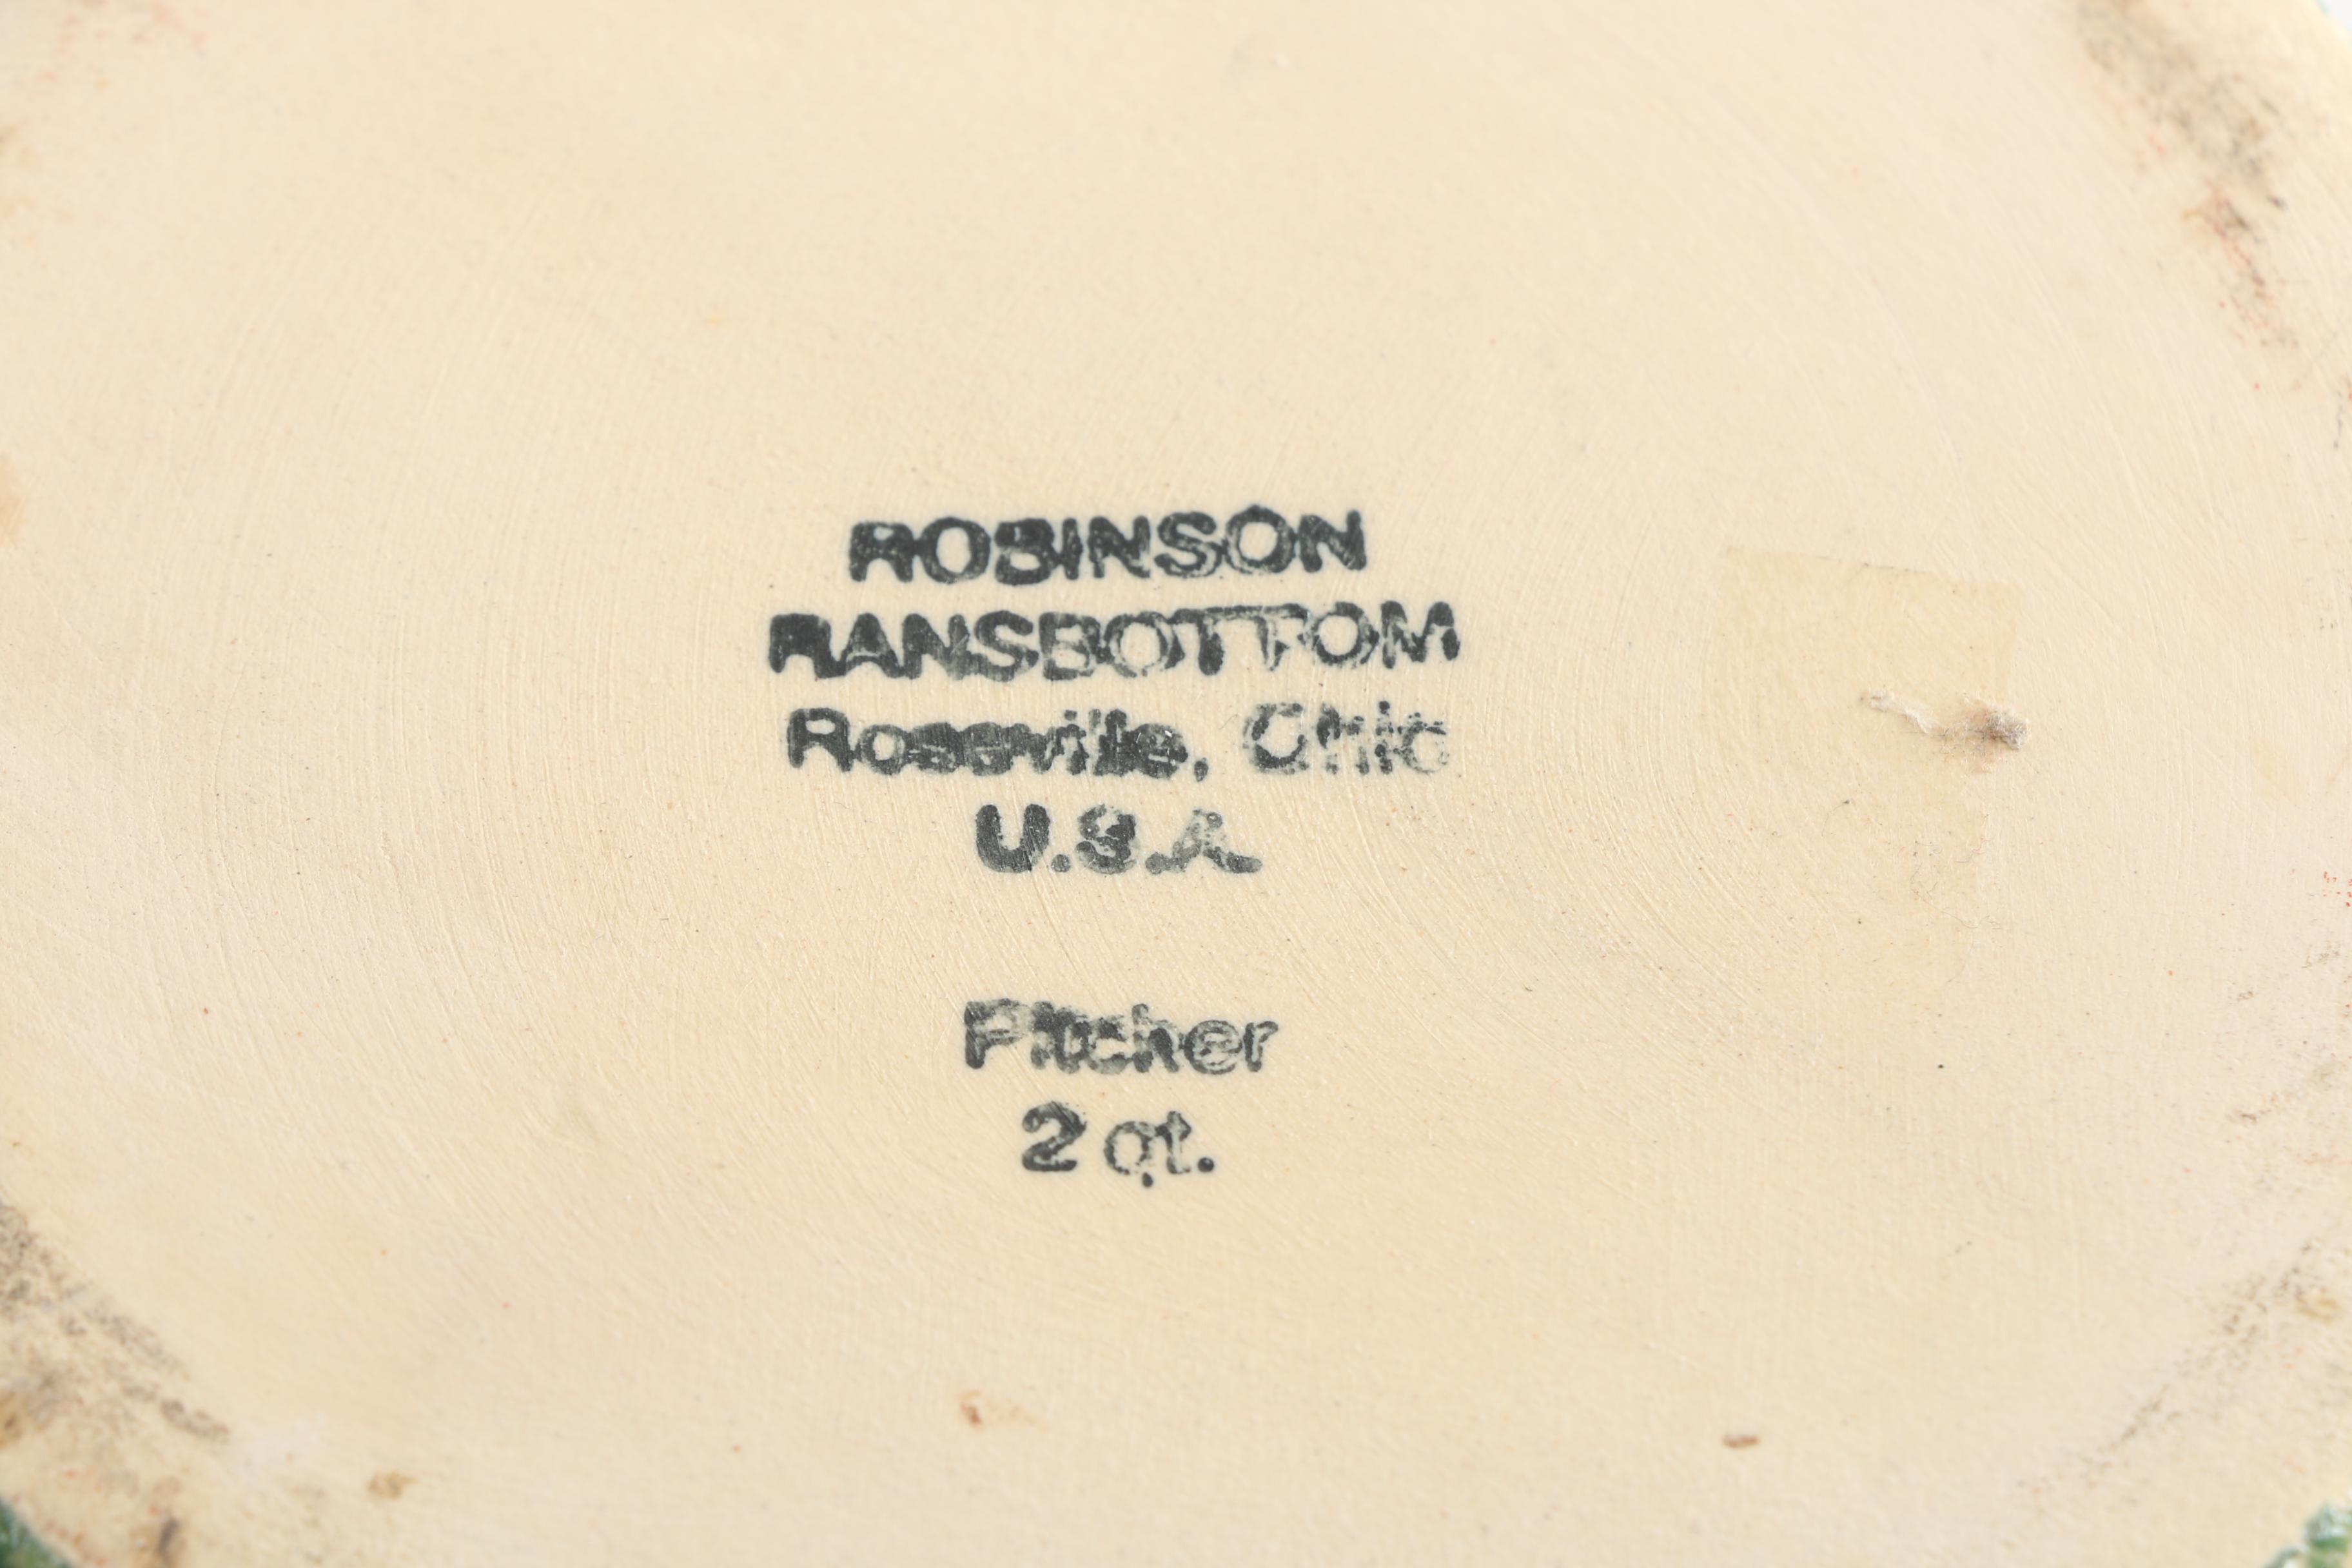 ROBINSON
RANSBOTTOM
Roseville, Ohio
U.S.A.
Pitcher
2 qt.